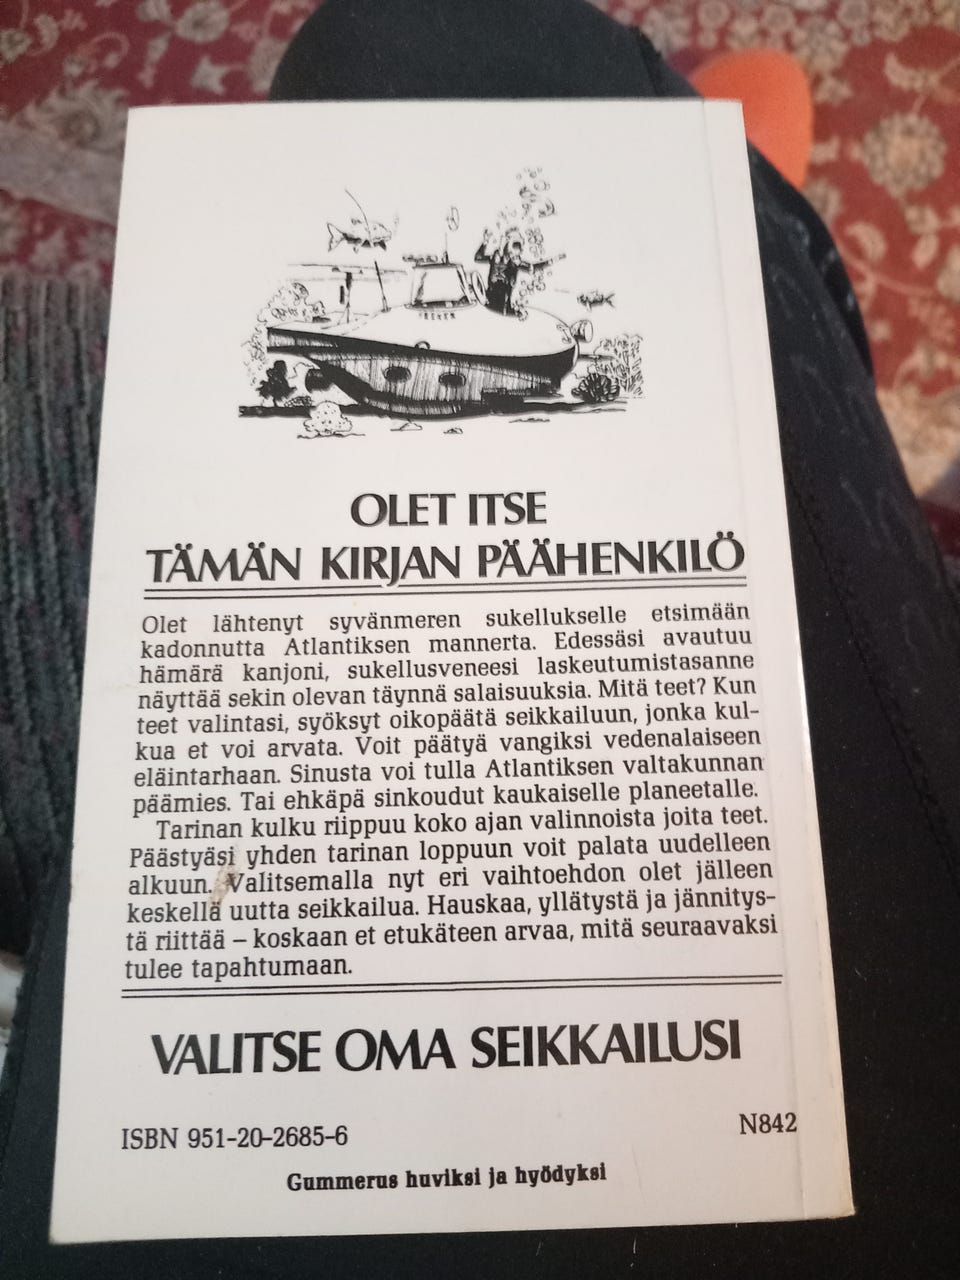 OLET ITSE
TÄMÄN KIRJAN PÄÄHENKILÖ
Olet lähtenyt syvänmeren sukellukselle etsimään
kadonnutta Atlantiksen mannerta. Edessäsi avautuu
hämärä kanjoni, sukellusveneesi laskeutumistasanne
näyttää sekin olevan täynnä salaisuuksia. Mitä teet? Kun
teet valintasi, syöksyt oikopäätä seikkailuun, jonka kul-
kua et voi arvata. Voit päätyä vangiksi vedenalaiseen
eläintarhaan. Sinusta voi tulla Atlantiksen valtakunnan
päämies. Tai ehkäpä sinkoudut kaukaiselle planeetalle.
Tarinan kulku riippuu koko ajan valinnoista joita teet.
Päästyäsi yhden tarinan loppuun voit palata uudelleen
alkuun. Valitsemalla nyt eri vaihtoehdon olet jälleen
keskellä uutta seikkailua. Hauskaa, yllätystä ja jännitys-
tä riittää – koskaan et etukäteen arvaa, mitä seuraavaksi
tulee tapahtumaan.
VALITSE OMA SEIKKAILUSI
ISBN 951-20-2685-6
N842
Gummerus huviksi ja hyödyksi